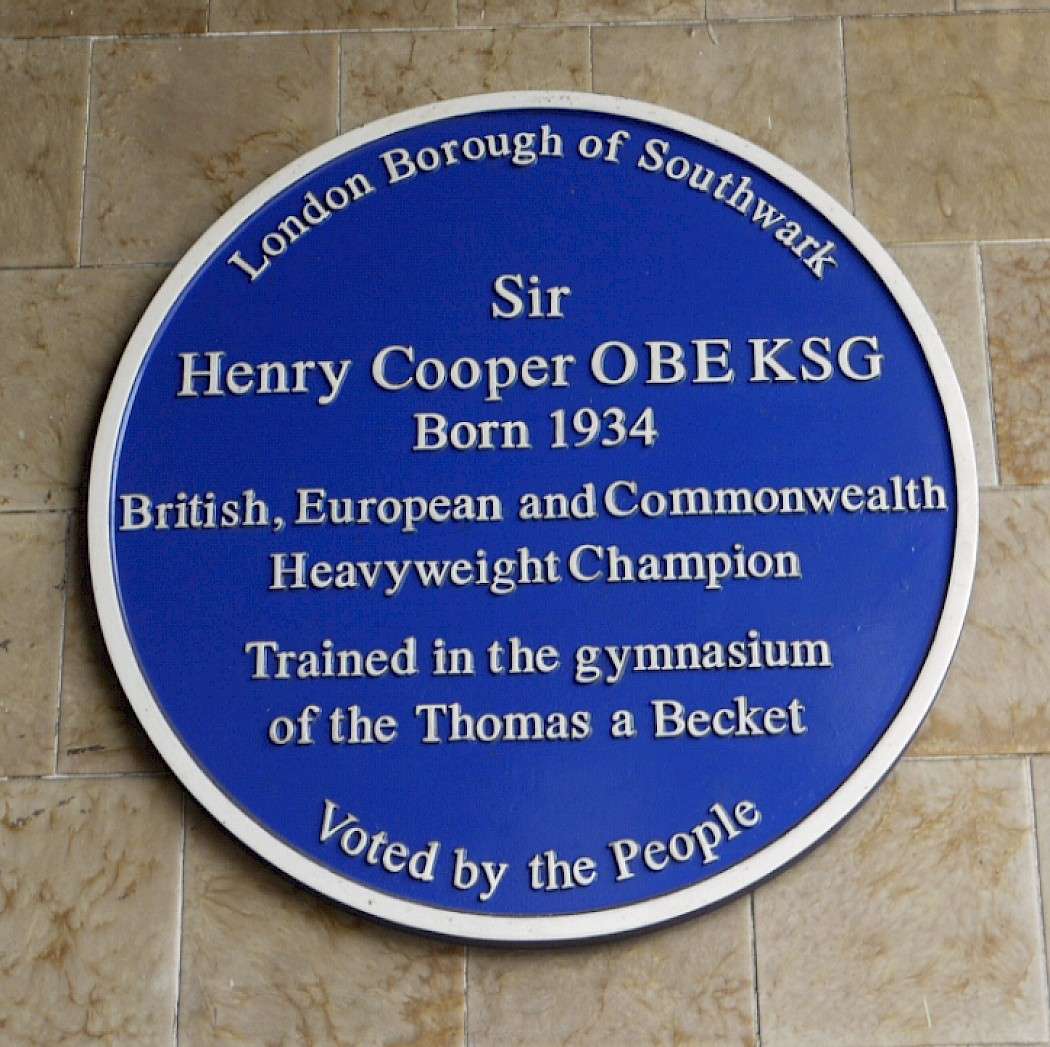 London Borough of Southwark
Sir
Henry Cooper OBE KSG
Born 1934
British, European and Commonwealth
Heavyweight Champion
Trained in the gymnasium
of the Thomas a Becket
Voted by the People